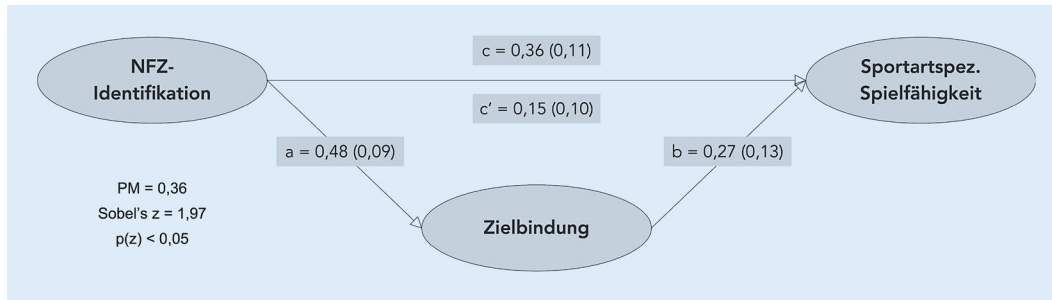 NFZ-
Identifikation
c = 0,36 (0,11)
c’ = 0,15 (0,10)
Sportartspez.
Spielfähigkeit
a = 0,48 (0,09)
b = 0,27 (0,13)
PM = 0,36
Sobel’s z = 1,97
p(z) < 0,05
Zielbindung